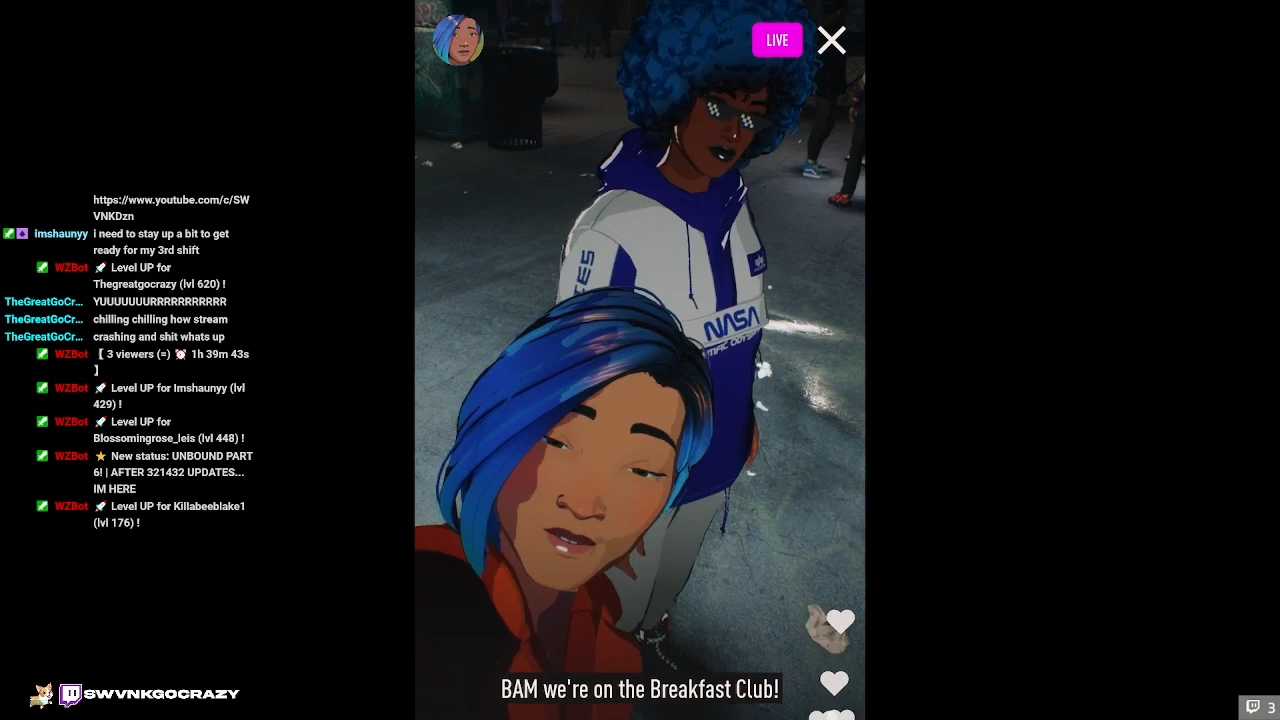 https://www.youtube.com/c/SW
VNKDzn
imshaunyy i need to stay up a bit to get
ready for my 3rd shift
WZBot 🚀 Level UP for
Thegreatgocrazy (lvl 620) !
TheGreatGoCr... YUUUUUUURRRRRRRRRRR
TheGreatGoCr... chilling chilling how stream
TheGreatGoCr... crashing and shit whats up
WZBot 【 3 viewers (=) ⏰ 1h 39m 43s
】
WZBot 🚀 Level UP for Imshaunyy (lvl
429) !
WZBot 🚀 Level UP for
Blossomingrose_leis (lvl 448) !
WZBot ⭐ New status: UNBOUND PART
6! | AFTER 321432 UPDATES...
IM HERE
WZBot 🚀 Level UP for Killabeeblake1
(lvl 176) !
SWVNKGOCRAZY
LIVE
NASA
BAM we're on the Breakfast Club!
3